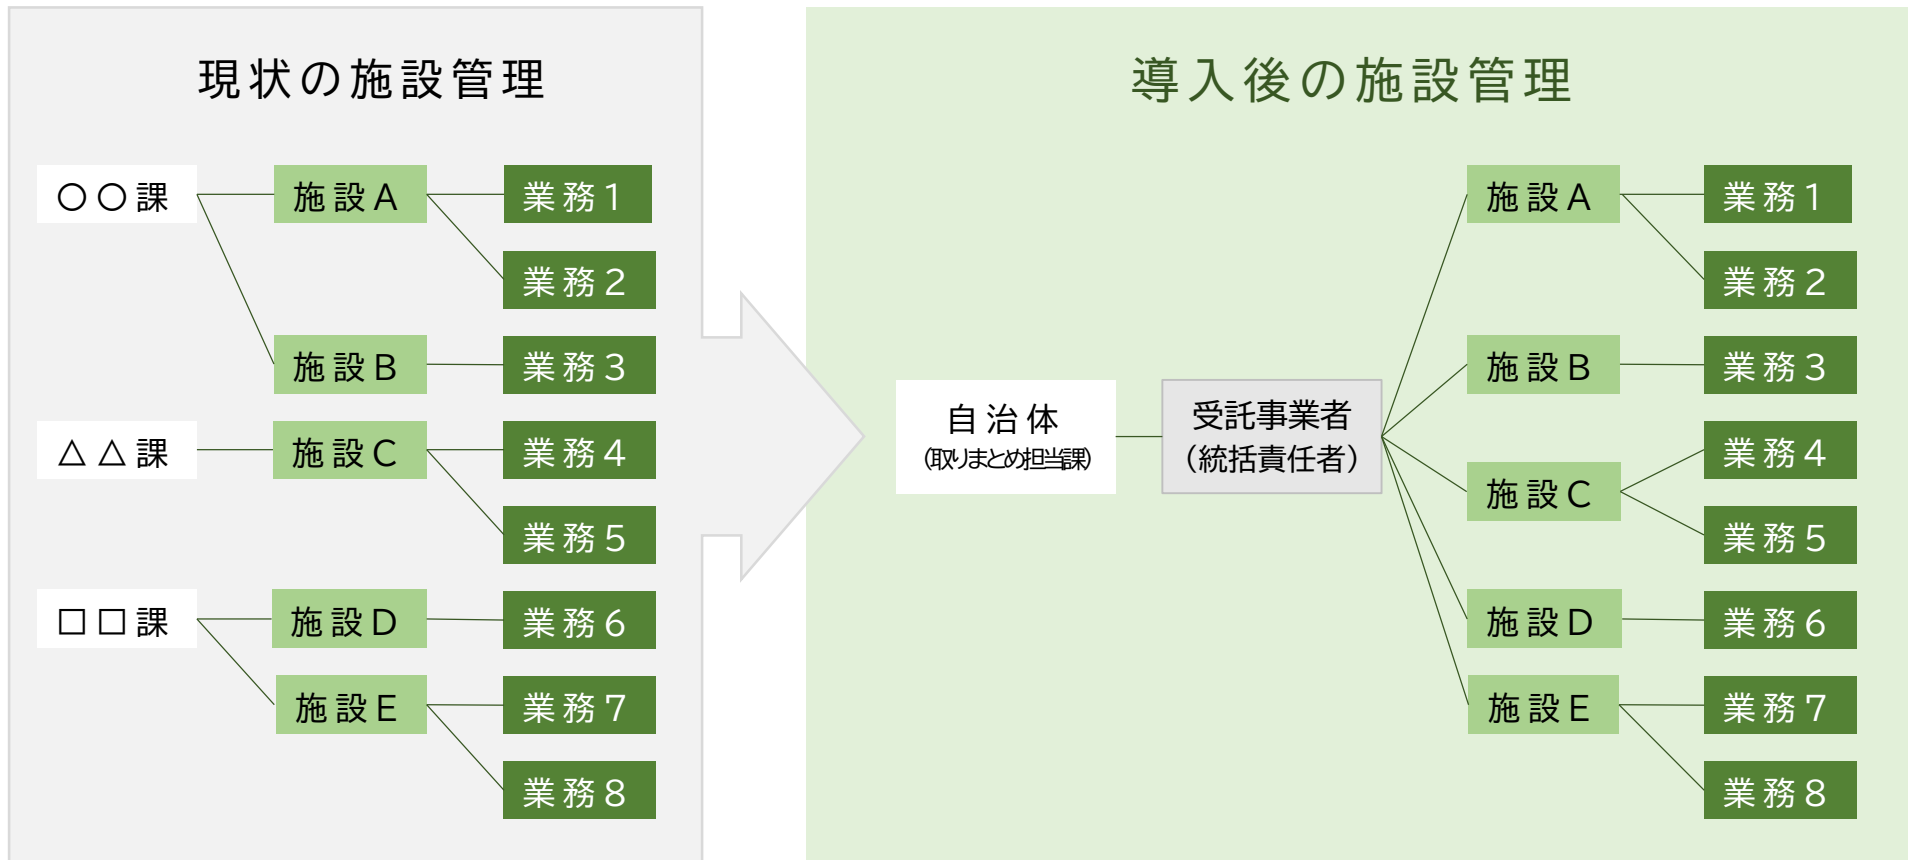 現状の施設管理
○○課
施設A
業務1
業務2
施設B
業務3
△△課
施設C
業務4
業務5
□□課
施設D
業務6
施設E
業務7
業務8
導入後の施設管理
自治体
(取りまとめ担当課)
受託事業者
(統括責任者)
施設A
業務1
業務2
施設B
業務3
施設C
業務4
業務5
施設D
業務6
施設E
業務7
業務8